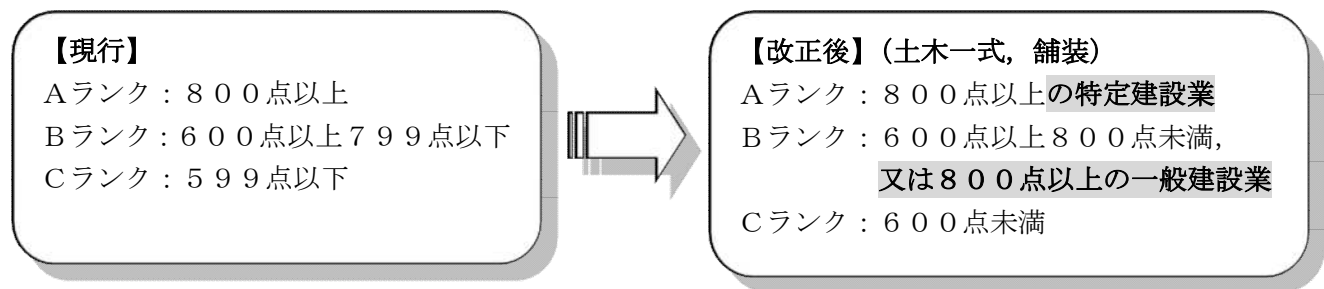 【現行】
Aランク：８００点以上
Bランク：６００点以上７９９点以下
Cランク：５９９点以下
【改正後】（土木一式，舗装）
Aランク：８００点以上の特定建設業
Bランク：６００点以上８００点未満，
又は８００点以上の一般建設業
Cランク：６００点未満